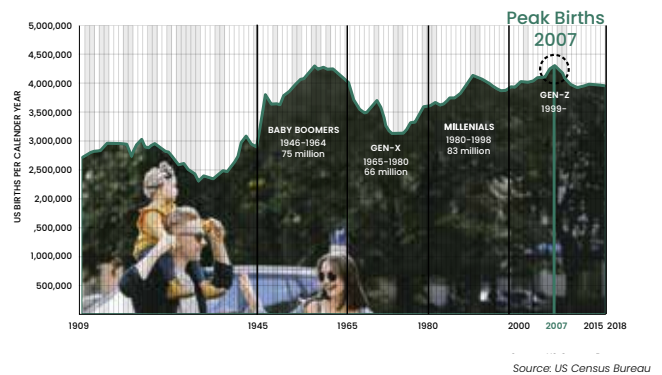 Peak Births
2007
US BIRTHS PER CALENDER YEAR
5,000,000
4,500,000
4,000,000
3,500,000
3,000,000
2,500,000
2,00,000
,500,000
1,000,000
500,000
BABY BOOMERS
1946–1964
75 million
GEN-X
1965–1980
66 million
MILLENIALS
1980–1998
83 million
GEN-Z
1999–
1909 1945 1965 1980 2000 2007 2015 2018
Source: US Census Bureau